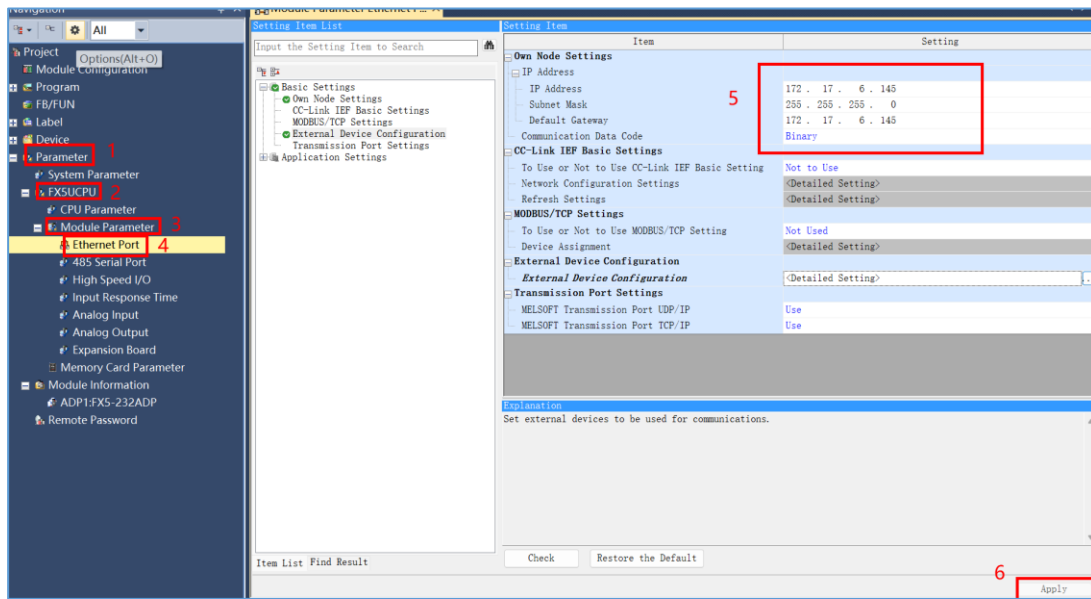 Navigation
Module Parameter Ethernet P...
All
Options(Alt+O)
Project
Module Configuration
Program
FB/FUN
Label
Device
Parameter 1
System Parameter
FX5UCPU 2
CPU Parameter
Module Parameter 3
Ethernet Port 4
485 Serial Port
High Speed I/O
Input Response Time
Analog Input
Analog Output
Expansion Board
Memory Card Parameter
Module Information
ADP1:FX5-232ADP
Remote Password
Setting Item List
Input the Setting Item to Search
Basic Settings
Own Node Settings
CC-Link IEF Basic Settings
MODBUS/TCP Settings
External Device Configuration
Transmission Port Settings
Application Settings
Item List Find Result
Setting Item
Item Setting
Own Node Settings
IP Address
5
IP Address 172 . 17 . 6 . 145
Subnet Mask 255 . 255 . 255 . 0
Default Gateway 172 . 17 . 6 . 145
Communication Data Code Binary
CC-Link IEF Basic Settings
To Use or Not to Use CC-Link IEF Basic Setting Not to Use
Network Configuration Settings <Detailed Setting>
Refresh Settings <Detailed Setting>
MODBUS/TCP Settings
To Use or Not to Use MODBUS/TCP Setting Not Used
Device Assignment <Detailed Setting>
External Device Configuration
External Device Configuration <Detailed Setting>
Transmission Port Settings
MELSOFT Transmission Port UDP/IP Use
MELSOFT Transmission Port TCP/IP Use
Explanation
Set external devices to be used for communications.
Check Restore the Default
6
Apply